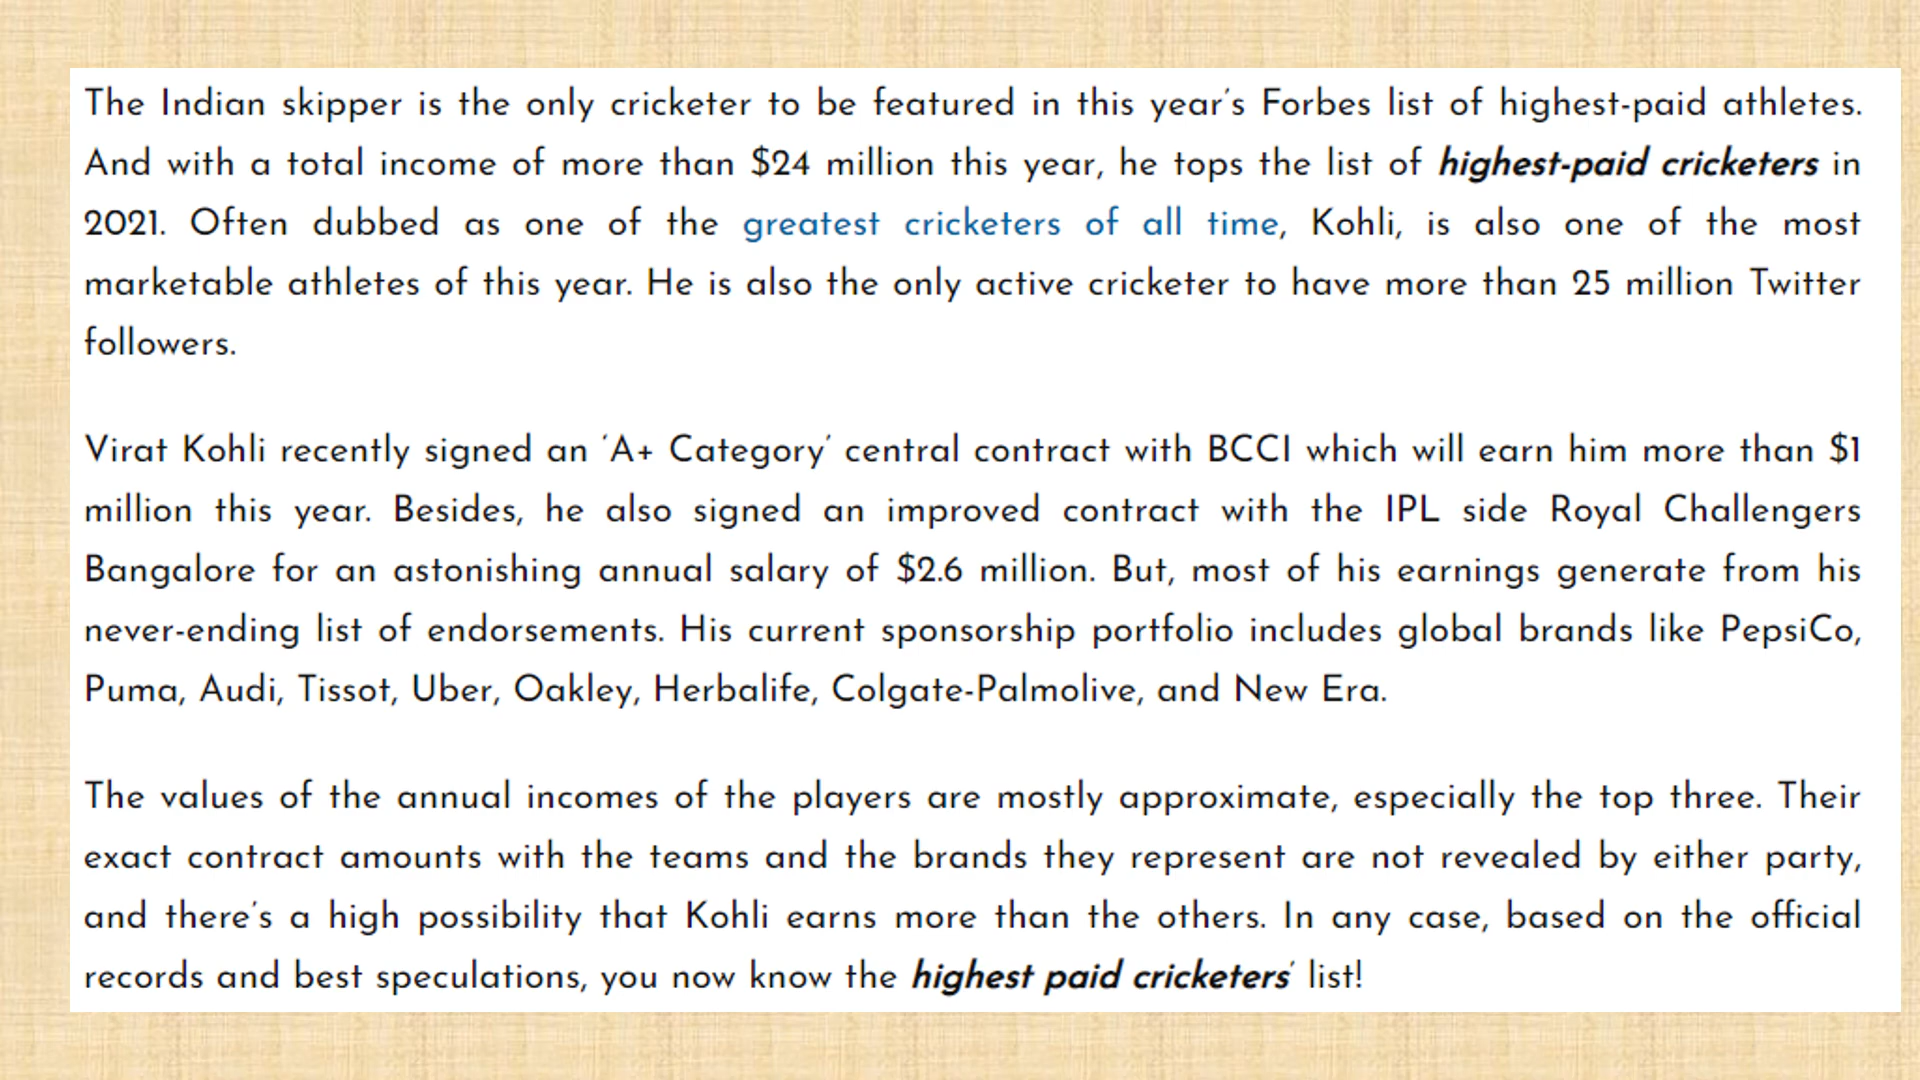 The Indian skipper is the only cricketer to be featured in this year's Forbes list of highest-paid athletes.
And with a total income of more than $24 million this year, he tops the list of highest-paid cricketers in
2021. Often dubbed as one of the greatest cricketers of all time, Kohli, is also one of the most
marketable athletes of this year. He is also the only active cricketer to have more than 25 million Twitter
followers.
Virat Kohli recently signed an ‘A+ Category’ central contract with BCCI which will earn him more than $1
million this year. Besides, he also signed an improved contract with the IPL side Royal Challengers
Bangalore for an astonishing annual salary of $2.6 million. But, most of his earnings generate from his
never-ending list of endorsements. His current sponsorship portfolio includes global brands like PepsiCo,
Puma, Audi, Tissot, Uber, Oakley, Herbalife, Colgate-Palmolive, and New Era.
The values of the annual incomes of the players are mostly approximate, especially the top three. Their
exact contract amounts with the teams and the brands they represent are not revealed by either party,
and there's a high possibility that Kohli earns more than the others. In any case, based on the official
records and best speculations, you now know the highest paid cricketers' list!